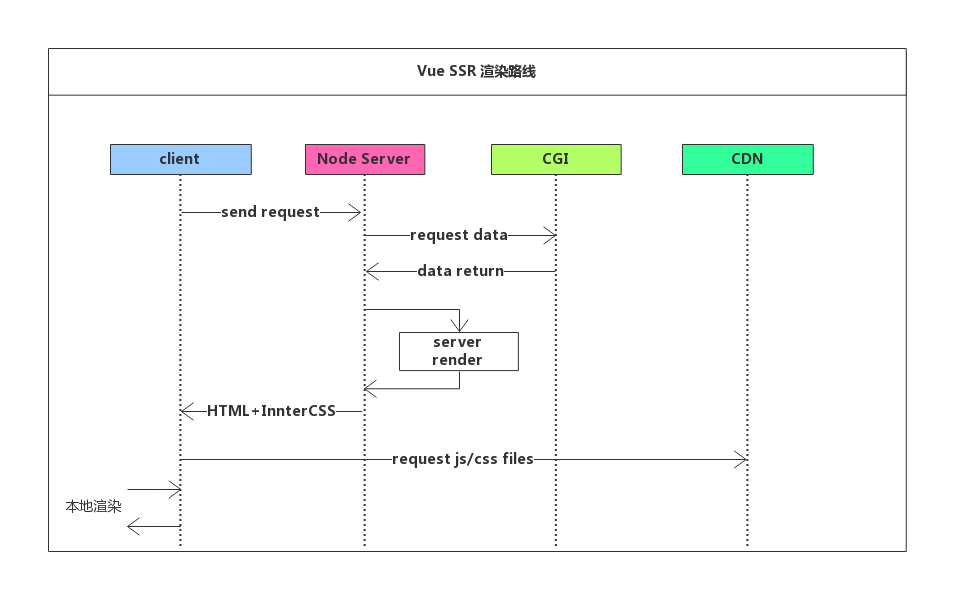 Vue SSR 渲染路线
client
Node Server
CGI
CDN
send request
request data
data return
server
render
HTML+InnterCSS
request js/css files
本地渲染